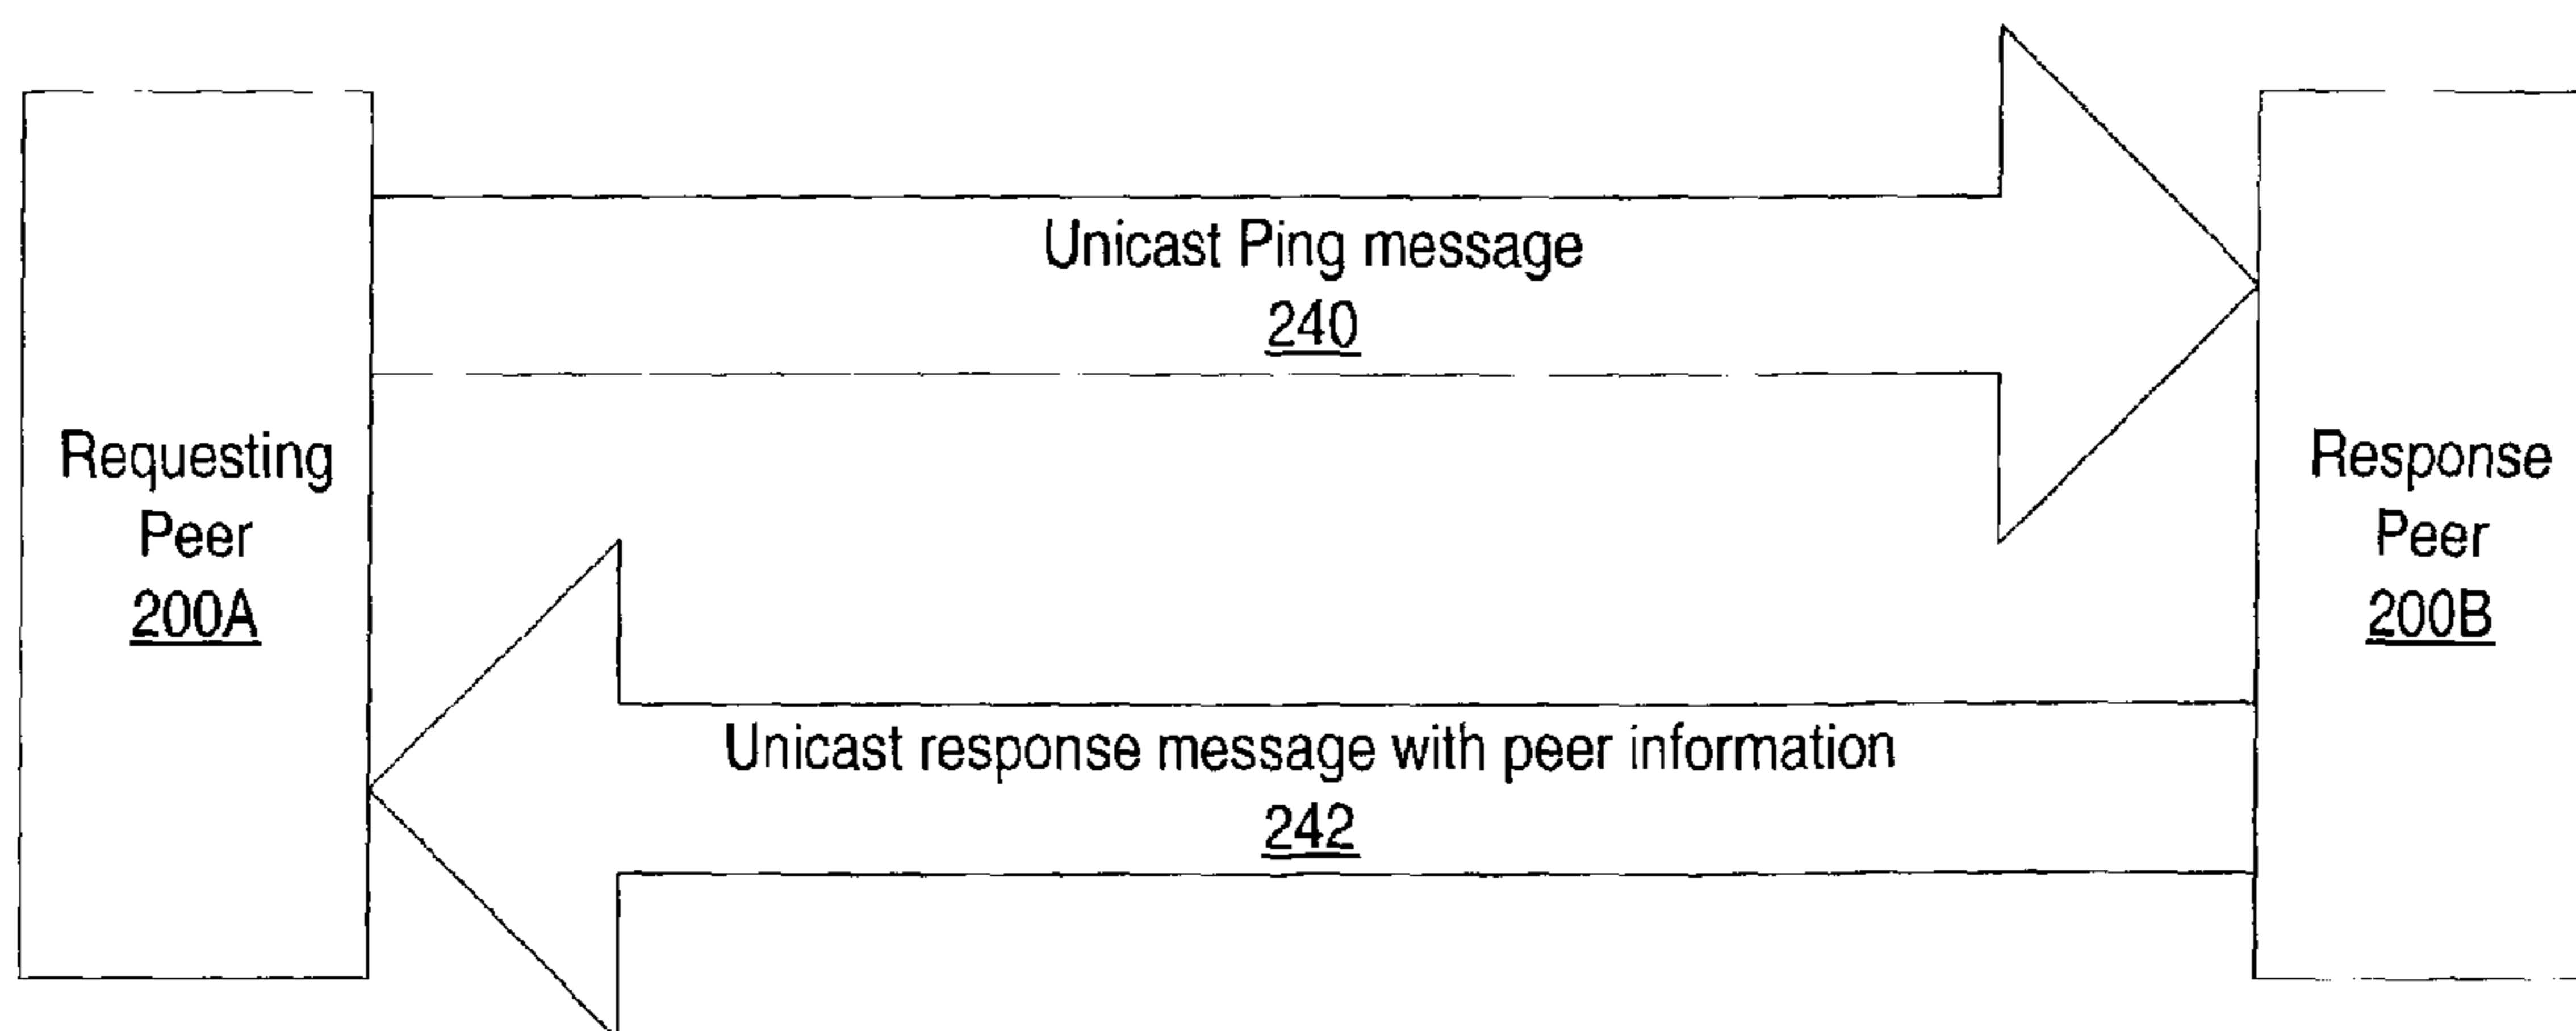 Unicast Ping message
240
Requesting
Peer
200A
Response
Peer
200B
Unicast response message with peer information
242